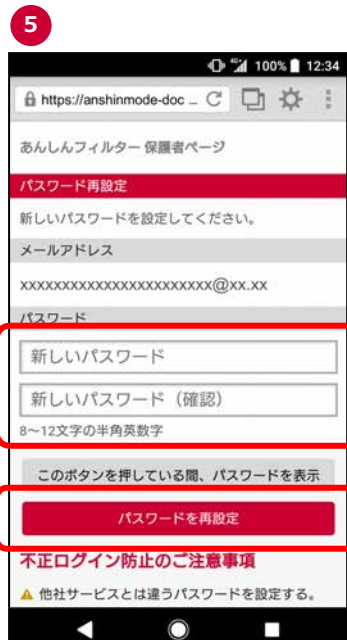 5
100% 12:34
https://anshinmode-doc ...
あんしんフィルター 保護者ページ
パスワード再設定
新しいパスワードを設定してください。
メールアドレス
xxxxxxxxxxxxxxxxxxxxxxx@xx.xx
パスワード
新しいパスワード
新しいパスワード（確認）
8～12文字の半角英数字
このボタンを押している間、パスワードを表示
パスワードを再設定
不正ログイン防止のご注意事項
他社サービスとは違うパスワードを設定する。